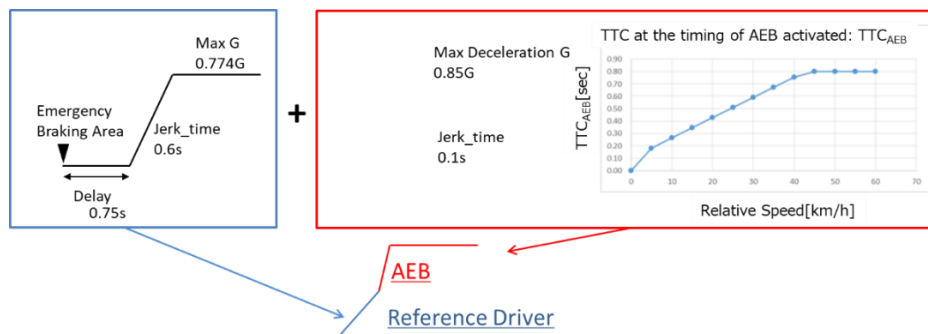 Max G
0.774G
Emergency
Braking Area
Jerk_time
0.6s
Delay
0.75s
+
Max Deceleration G
0.85G
Jerk_time
0.1s
TTC at the timing of AEB activated: TTCAEB
TTCAEB[sec]
0.80
0.70
0.60
0.50
0.40
0.30
0.20
0.10
0.00
0 10 20 30 40 50 60 70
Relative Speed[km/h]
AEB
Reference Driver